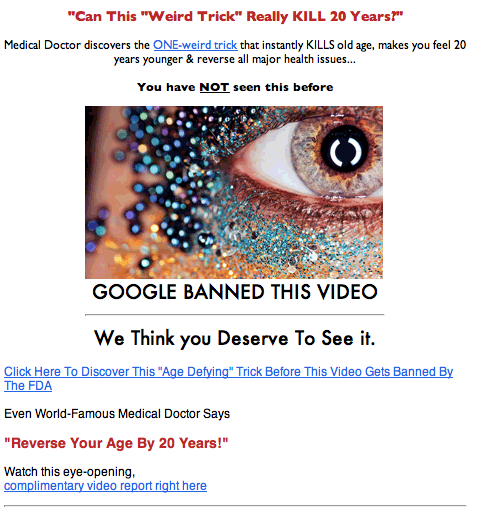 "Can This "Weird Trick" Really KILL 20 Years?"
Medical Doctor discovers the ONE-weird trick that instantly KILLS old age, makes you feel 20
years younger & reverse all major health issues...
You have NOT seen this before
GOOGLE BANNED THIS VIDEO
We Think you Deserve To See it.
Click Here To Discover This "Age Defying" Trick Before This Video Gets Banned By
The FDA
Even World-Famous Medical Doctor Says
"Reverse Your Age By 20 Years!"
Watch this eye-opening,
complimentary video report right here